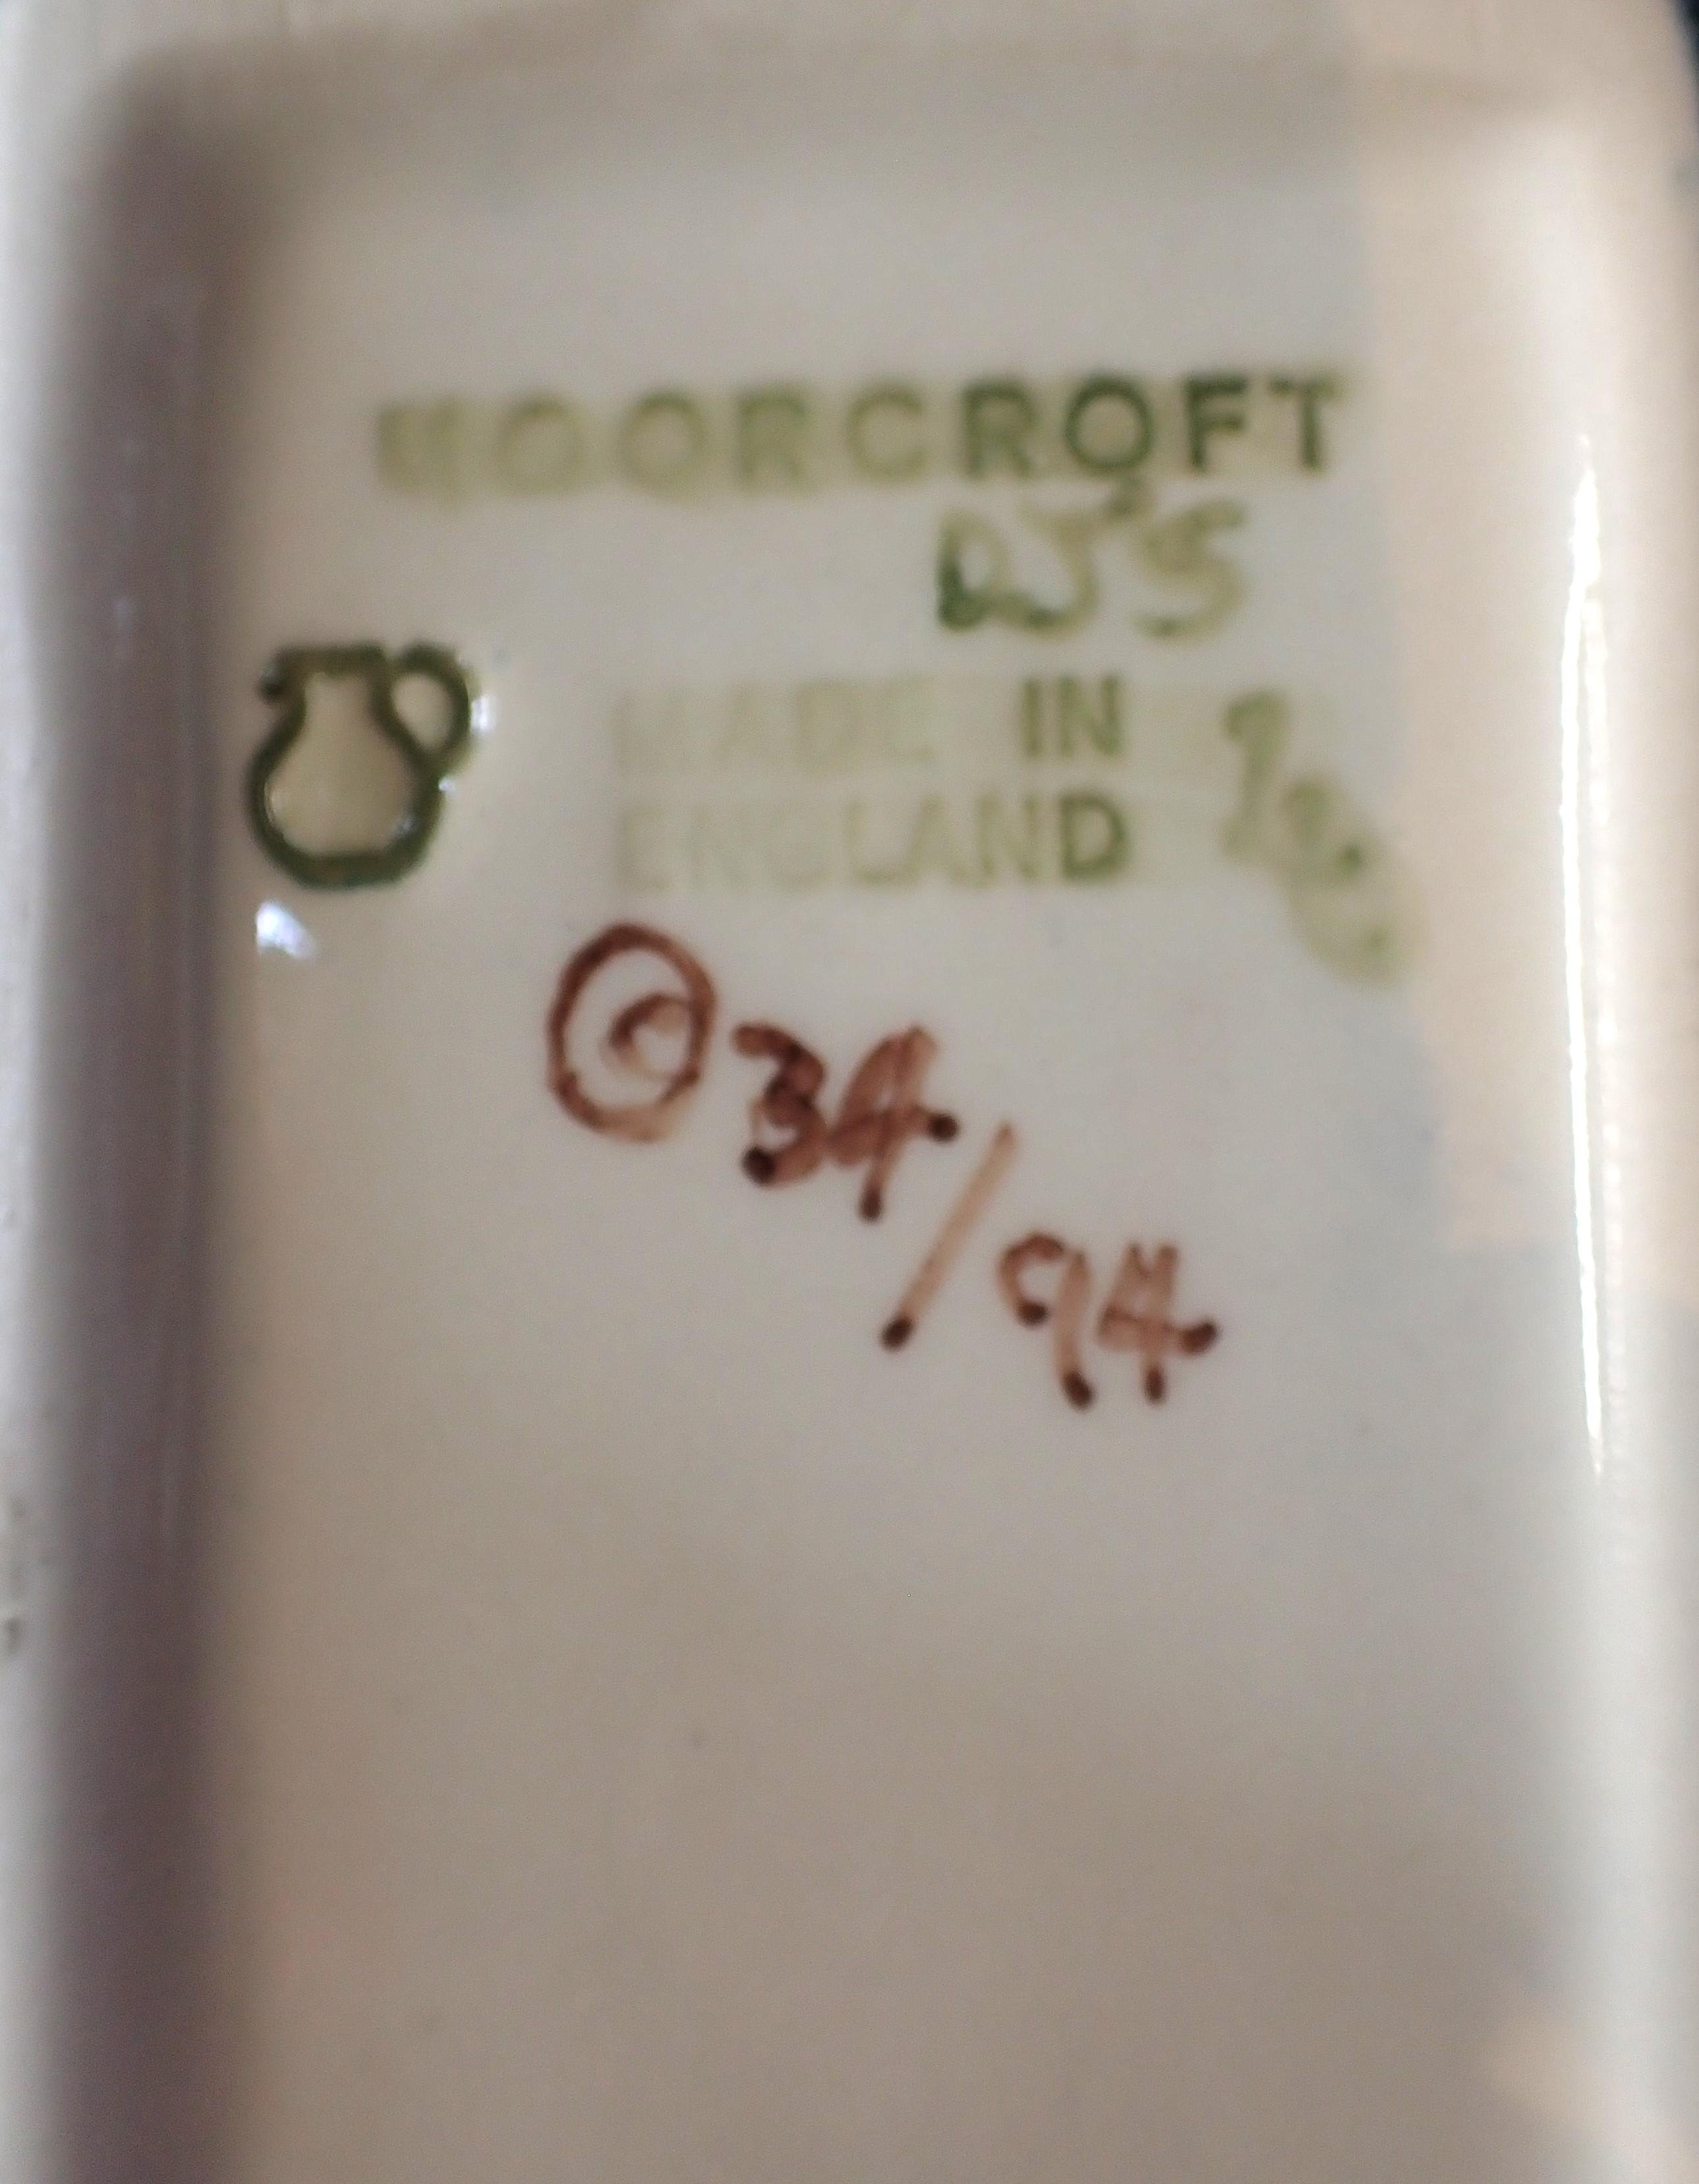 MOORCROFT
MADE IN
ENGLAND
© 34/94